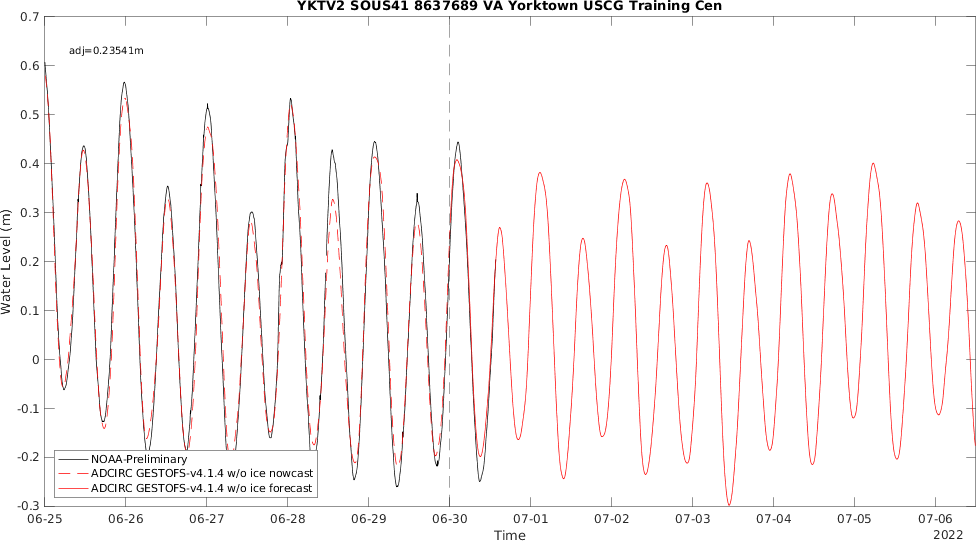 YKTV2 SOUS41 8637689 VA Yorktown USCG Training Cen
adj=0.23541m
Water Level (m)
0.7
0.6
0.5
0.4
0.3
0.2
0.1
0
-0.1
-0.2
-0.3
NOAA-Preliminary
ADCIRC GESTOFS-v4.1.4 w/o ice nowcast
ADCIRC GESTOFS-v4.1.4 w/o ice forecast
06-25 06-26 06-27 06-28 06-29 06-30 07-01 07-02 07-03 07-04 07-05 07-06
Time
2022